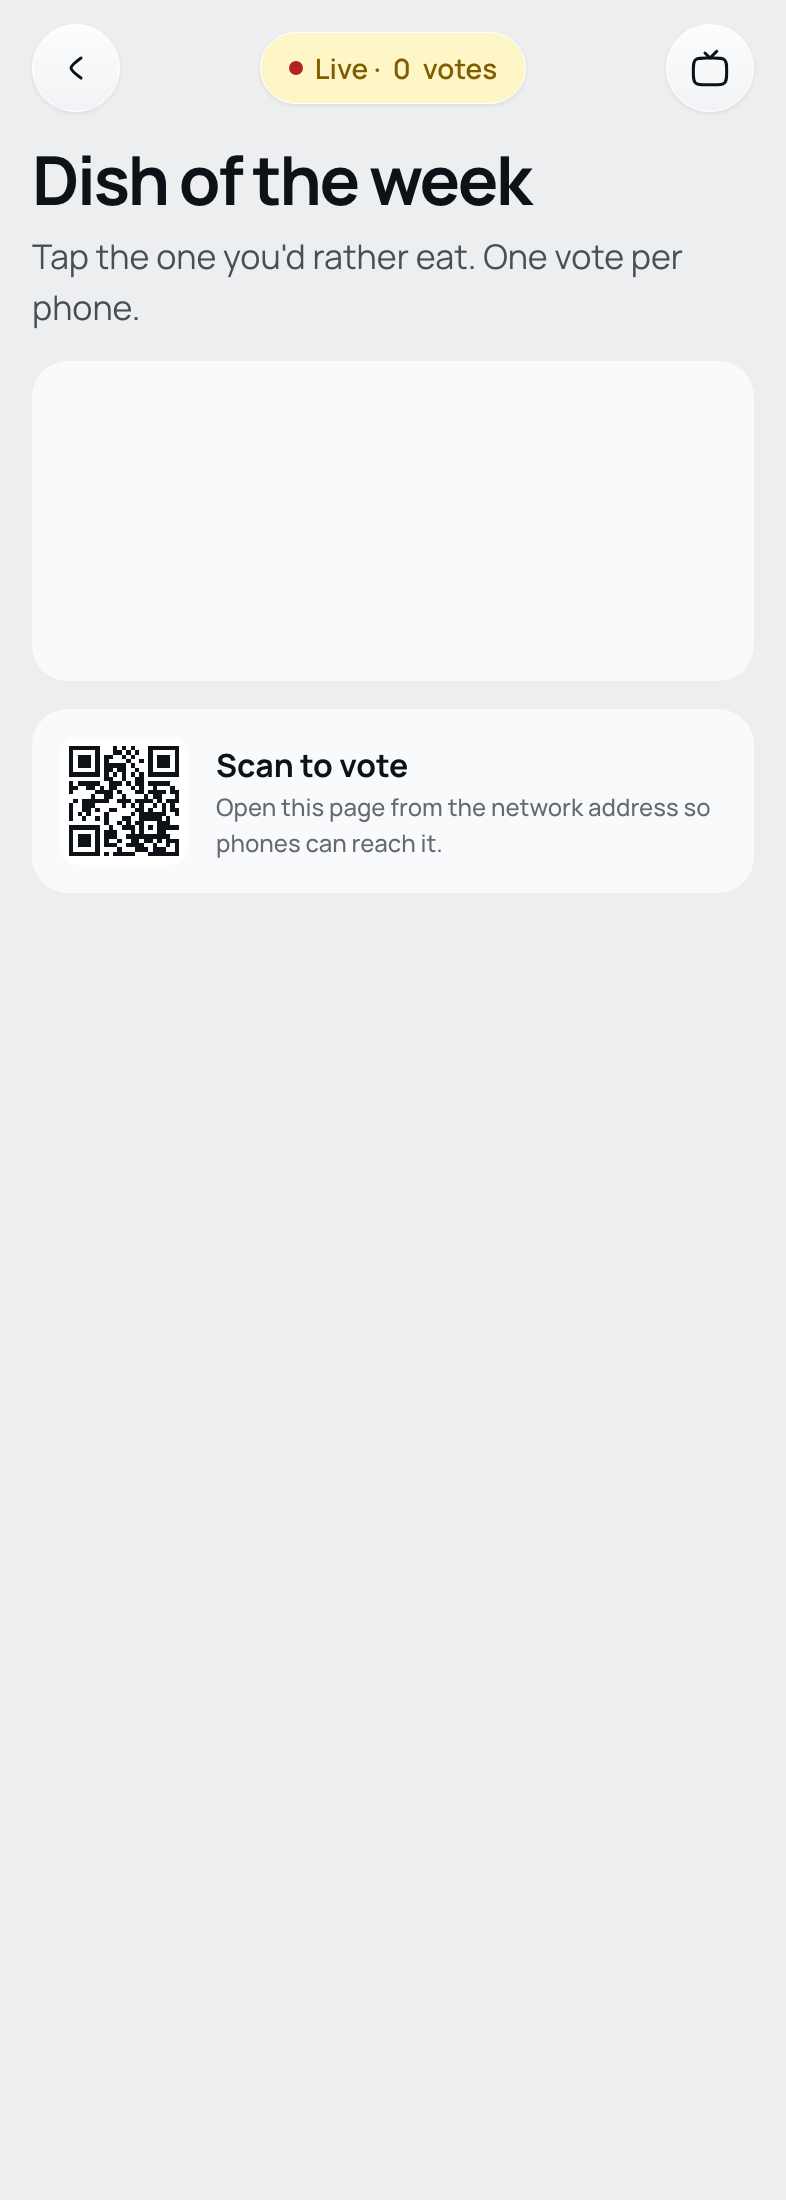 Live · 0 votes
Dish of the week
Tap the one you'd rather eat. One vote per
phone.
Scan to vote
Open this page from the network address so
phones can reach it.